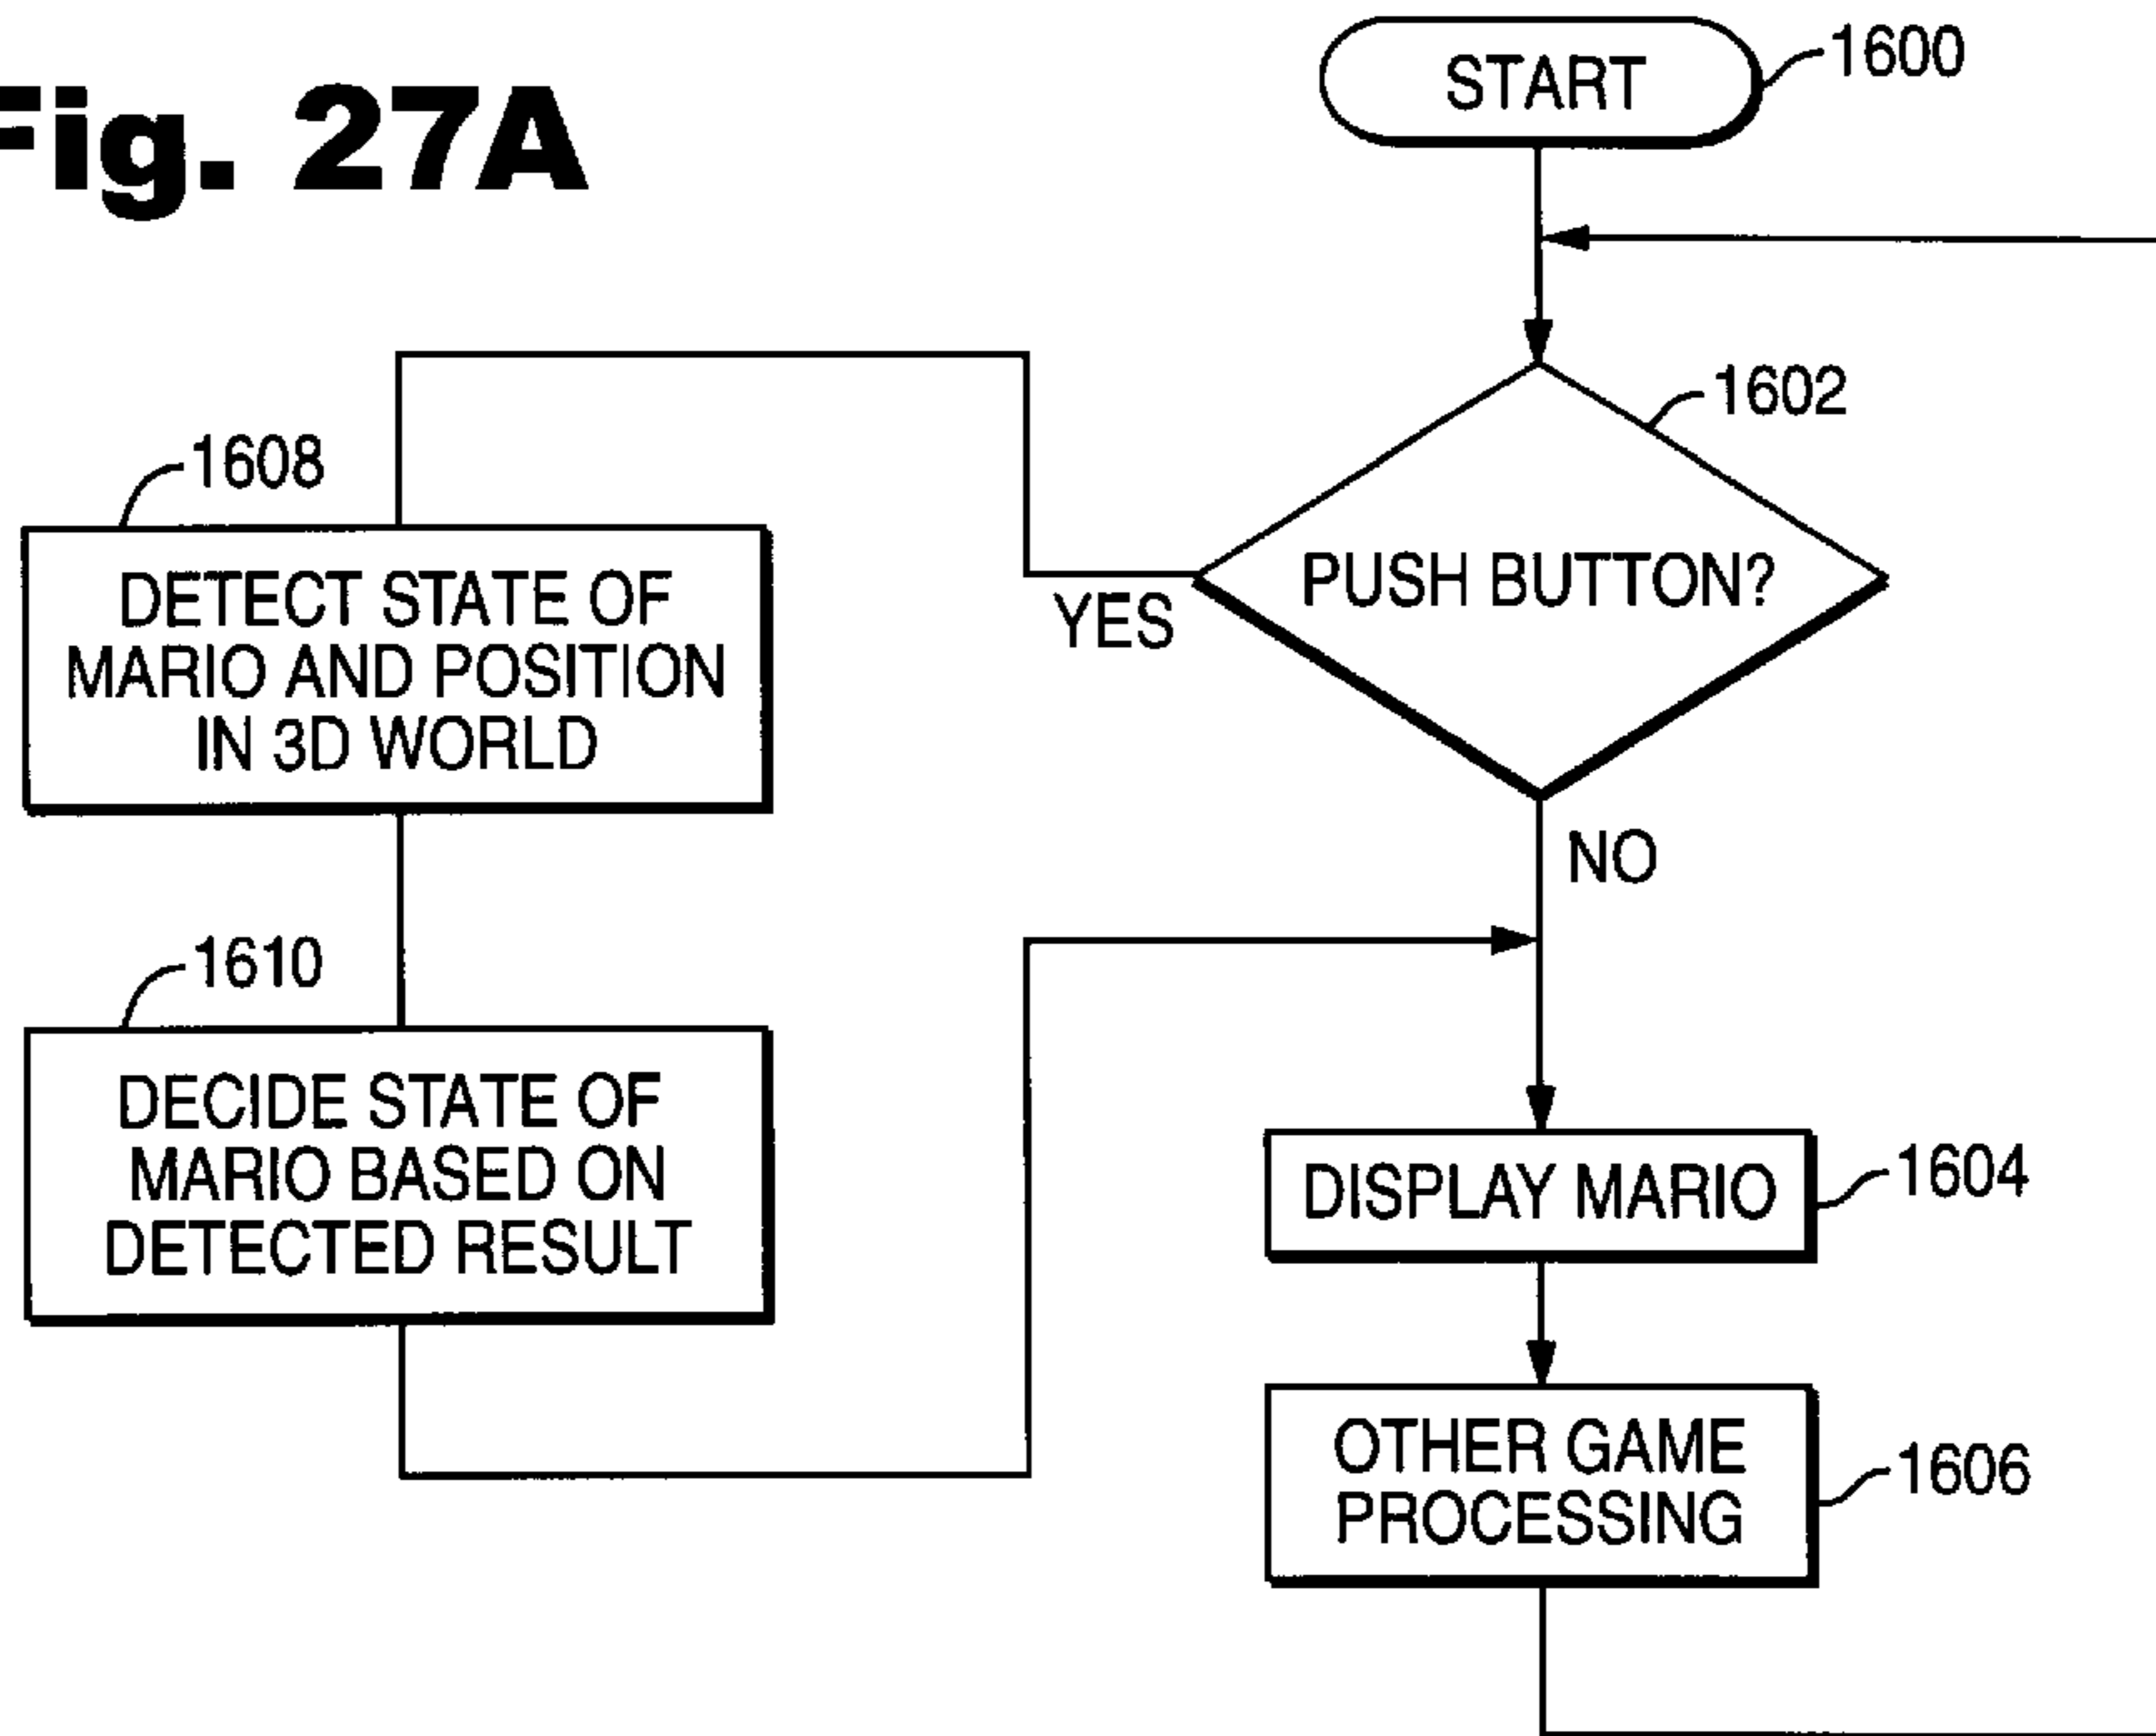 Fig. 27A
START
1600
1602
PUSH BUTTON?
YES
NO
1608
DETECT STATE OF
MARIO AND POSITION
IN 3D WORLD
1610
DECIDE STATE OF
MARIO BASED ON
DETECTED RESULT
DISPLAY MARIO
1604
OTHER GAME
PROCESSING
1606